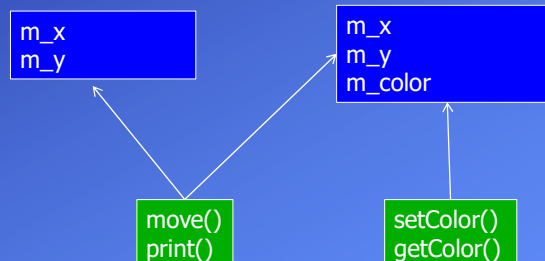 m_x
m_y
m_x
m_y
m_color
move()
print()
setColor()
getColor()